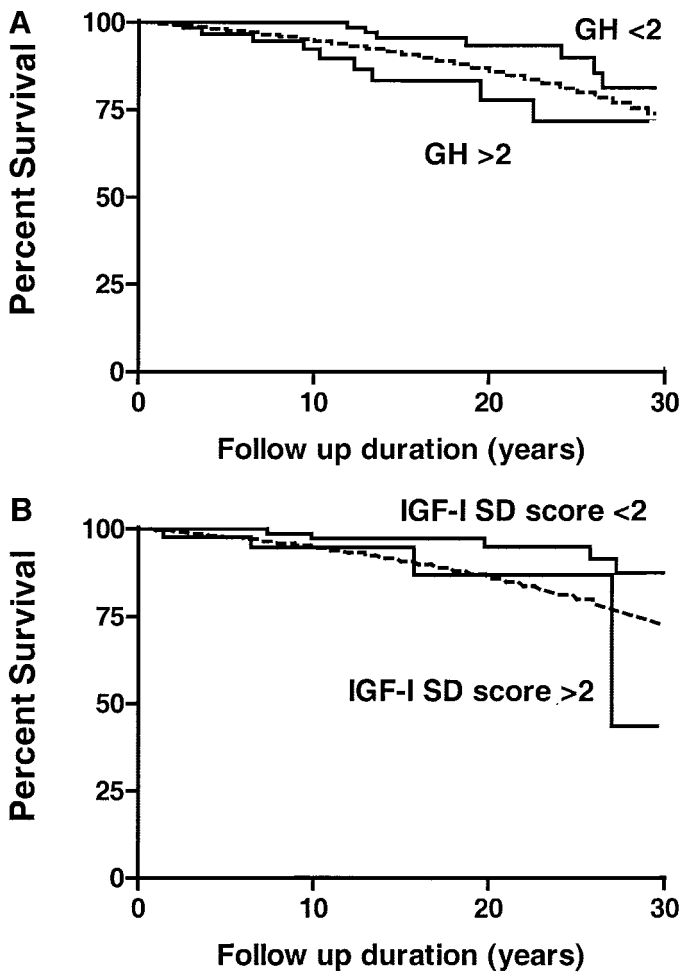 A
100
75
50
25
0
Percent Survival
GH <2
GH >2
0 10 20 30
Follow up duration (years)
B
100
75
50
25
0
Percent Survival
IGF-I SD score <2
IGF-I SD score >2
0 10 20 30
Follow up duration (years)